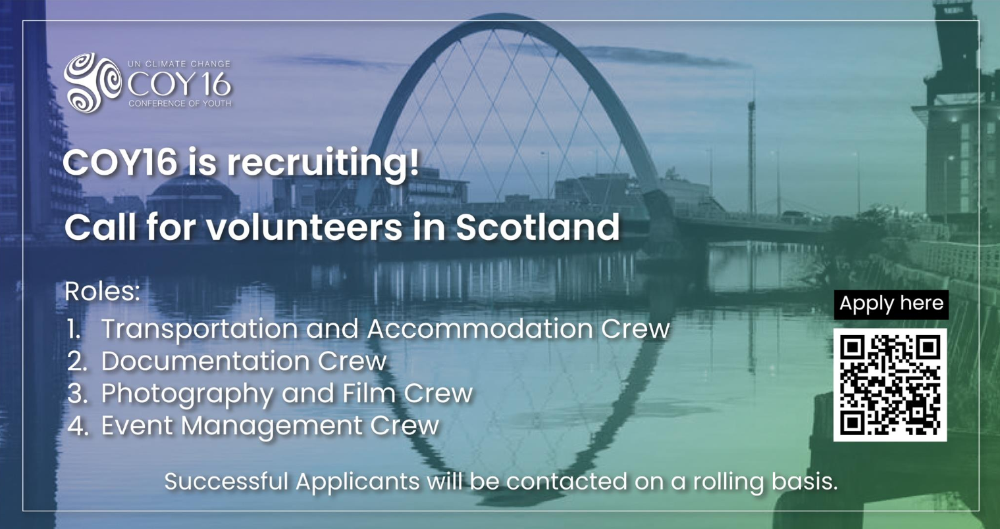 UN CLIMATE CHANGE
COY 16
CONFERENCE OF YOUTH
COY16 is recruiting!
Call for volunteers in Scotland
Roles:
1. Transportation and Accommodation Crew
2. Documentation Crew
3. Photography and Film Crew
4. Event Management Crew
Apply here
Successful Applicants will be contacted on a rolling basis.